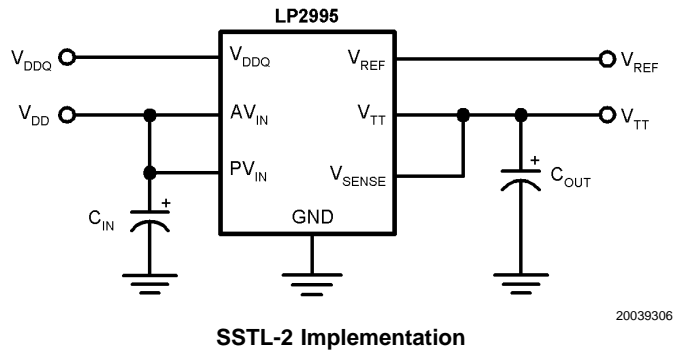 LP2995
V_DDQ
V_DDQ
V_REF
V_REF
V_DD
AV_IN
V_TT
V_TT
PV_IN
V_SENSE
+
C_OUT
+
C_IN
GND
20039306
SSTL-2 Implementation